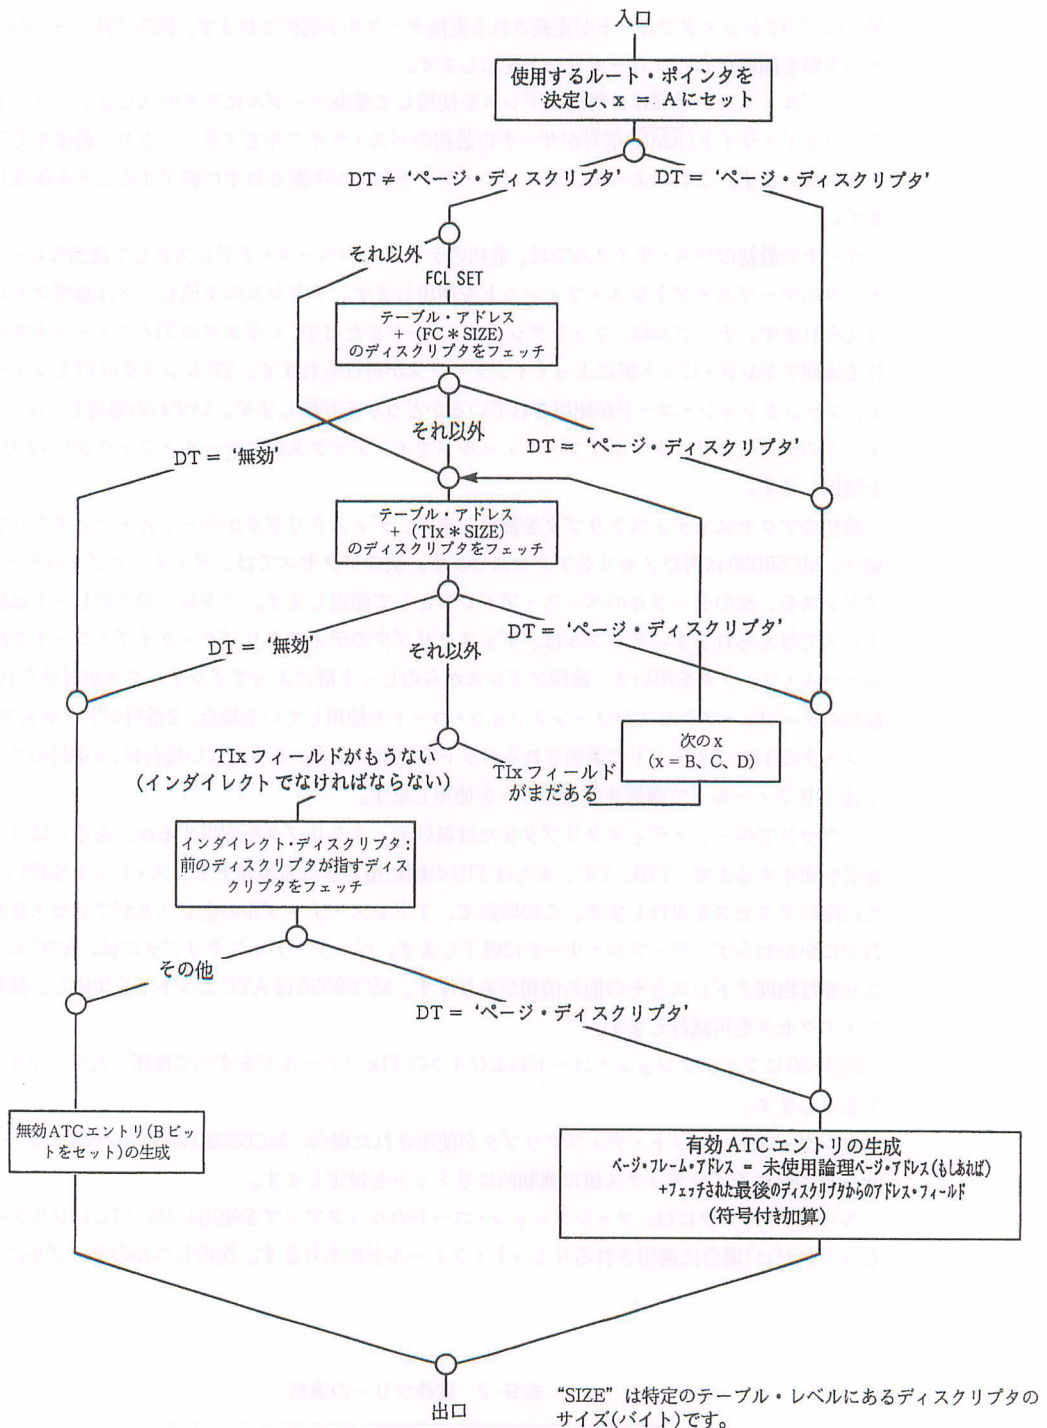 入口
使用するルート・ポインタを
決定し、x = Aにセット
DT ≠ ‘ページ・ディスクリプタ’
DT = ‘ページ・ディスクリプタ’
それ以外
FCL SET
テーブル・アドレス
+ (FC * SIZE)
のディスクリプタをフェッチ
DT = ‘無効’
それ以外
DT = ‘ページ・ディスクリプタ’
テーブル・アドレス
+ (TIx * SIZE)
のディスクリプタをフェッチ
DT = ‘無効’
それ以外
DT = ‘ページ・ディスクリプタ’
TIxフィールドがもうない
(インダイレクトでなければならない)
TIxフィールド
がまだある
次のx
(x = B、C、D)
インダイレクト・ディスクリプタ:
前のディスクリプタが指すディス
クリプタをフェッチ
その他
DT = ‘ページ・ディスクリプタ’
無効ATCエントリ(Bビッ
トをセット)の生成
有効ATCエントリの生成
ページ・フレーム・アドレス = 未使用論理ページ・アドレス(もしあれば)
+フェッチされた最後のディスクリプタからのアドレス・フィールド
(符号付き加算)
出口
“SIZE” は特定のテーブル・レベルにあるディスクリプタの
サイズ(バイト)です。